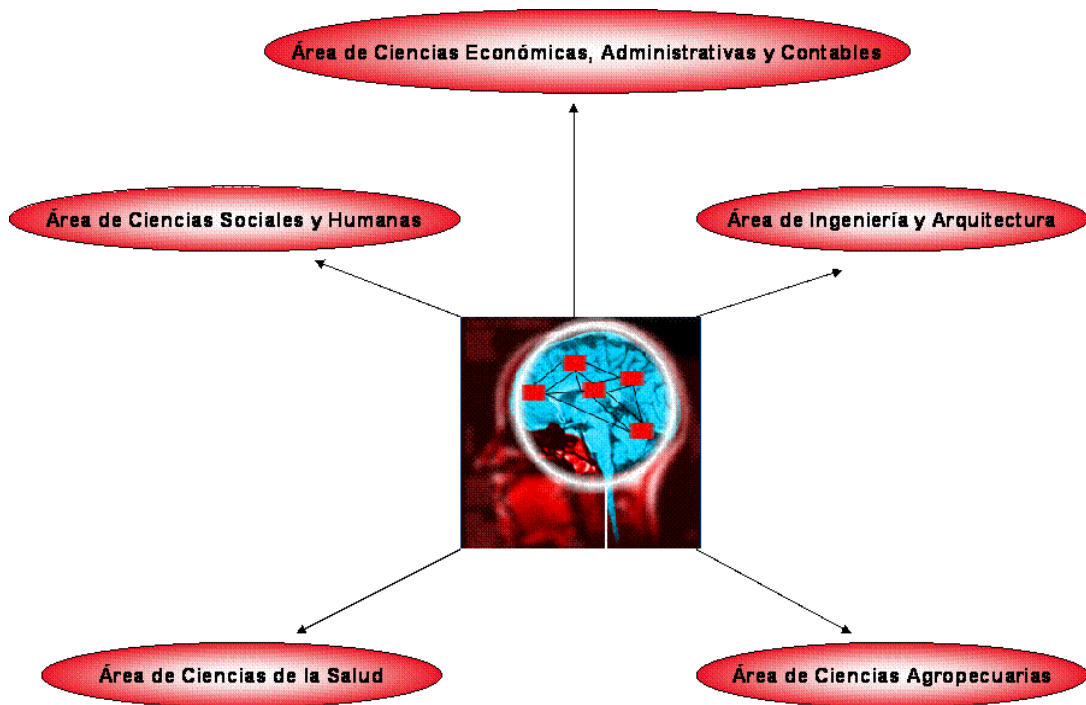 Área de Ciencias Económicas, Administrativas y Contables
Área de Ciencias Sociales y Humanas
Área de Ingeniería y Arquitectura
Área de Ciencias de la Salud
Área de Ciencias Agropecuarias